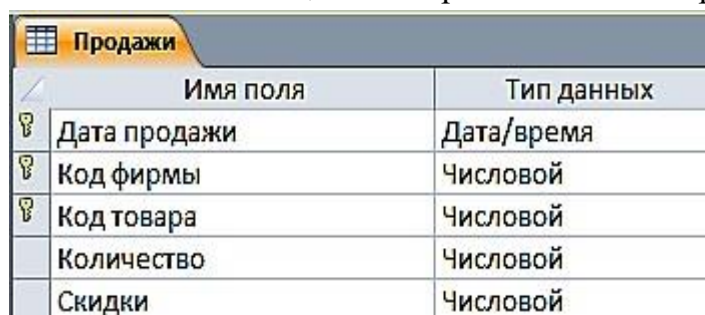 Продажи
Имя поля Тип данных
Дата продажи Дата/время
Код фирмы Числовой
Код товара Числовой
Количество Числовой
Скидки Числовой